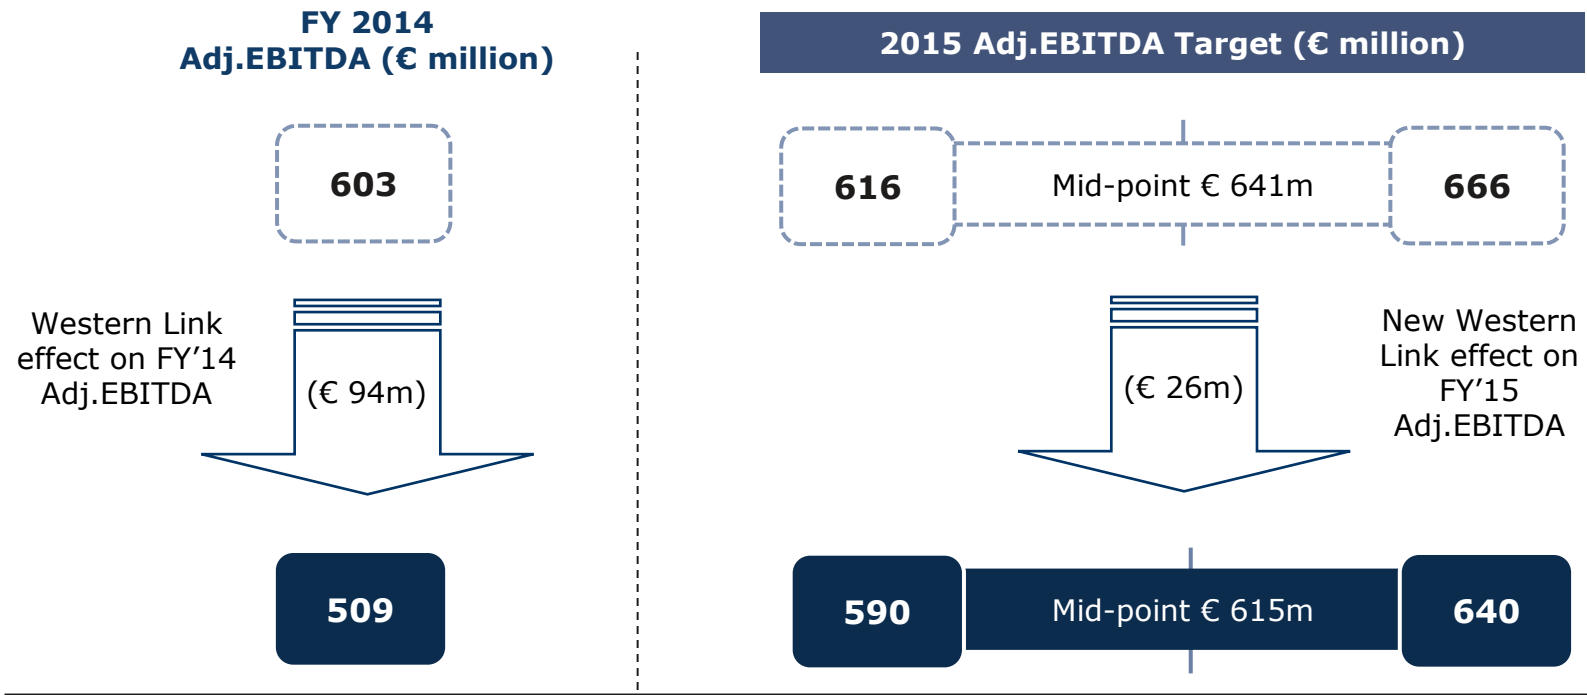 FY 2014
Adj.EBITDA (€ million)
2015 Adj.EBITDA Target (€ million)
603
616
Mid-point € 641m
666
Western Link
effect on FY’14
Adj.EBITDA
(€ 94m)
(€ 26m)
New Western
Link effect on
FY’15
Adj.EBITDA
509
590
Mid-point € 615m
640